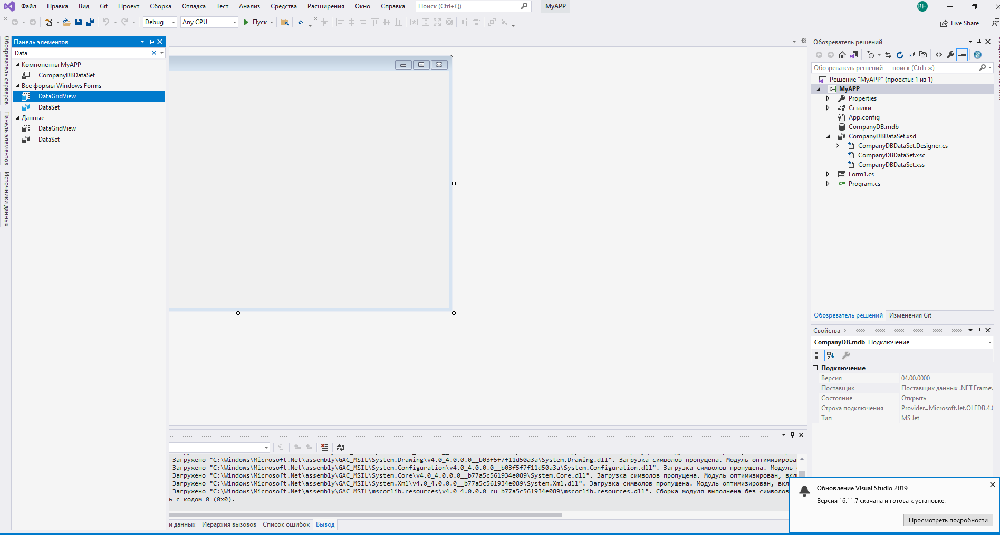 Файл Правка Вид Git Проект Сборка Отладка Тест Анализ Средства Расширения Окно Справка Поиск (Ctrl+Q) MyAPP BH
Debug Any CPU Пуск Live Share
Обозреватель серверов
Панель элементов
Источники данных
Панель элементов
Data
Компоненты MyAPP
CompanyDBDataSet
Все формы Windows Forms
DataGridView
DataSet
Данные
DataGridView
DataSet
Обозреватель решений
Обозреватель решений — поиск (Ctrl+ж)
Решение "MyAPP" (проекты: 1 из 1)
MyAPP
Properties
Ссылки
App.config
CompanyDB.mdb
CompanyDBDataSet.xsd
CompanyDBDataSet.Designer.cs
CompanyDBDataSet.xsc
CompanyDBDataSet.xss
Form1.cs
Program.cs
Обозреватель решений Изменения Git
Свойства
CompanyDB.mdb Подключение
Подключение
Версия 04.00.0000
Поставщик Поставщик данных .NET Framew
Состояние Открыть
Строка подключения Provider=Microsoft.Jet.OLEDB.4.0
Тип MS Jet
Загружено "C:\Windows\Microsoft.Net\assembly\GAC_MSIL\System.Drawing\v4.0_4.0.0.0__b03f5f7f11d50a3a\System.Drawing.dll". Загрузка символов пропущена. Модуль оптимизирова
Загружено "C:\Windows\Microsoft.Net\assembly\GAC_MSIL\System.Configuration\v4.0_4.0.0.0__b03f5f7f11d50a3a\System.Configuration.dll". Загрузка символов пропущена. Модуль
Загружено "C:\Windows\Microsoft.Net\assembly\GAC_MSIL\System.Core\v4.0_4.0.0.0__b77a5c561934e089\System.Core.dll". Загрузка символов пропущена. Модуль оптимизирован, вкл
Загружено "C:\Windows\Microsoft.Net\assembly\GAC_MSIL\System.Xml\v4.0_4.0.0.0__b77a5c561934e089\System.Xml.dll". Загрузка символов пропущена. Модуль оптимизирован, вкл
Загружено "C:\Windows\Microsoft.Net\assembly\GAC_MSIL\mscorlib.resources\v4.0_4.0.0.0_ru_b77a5c561934e089\mscorlib.resources.dll". Сборка модуля выполнена без символов
ь с кодом 0 (0x0).
и данных Иерархия вызовов Список ошибок Вывод
Обновление Visual Studio 2019
Версия 16.11.7 скачана и готова к установке.
Просмотреть подробности